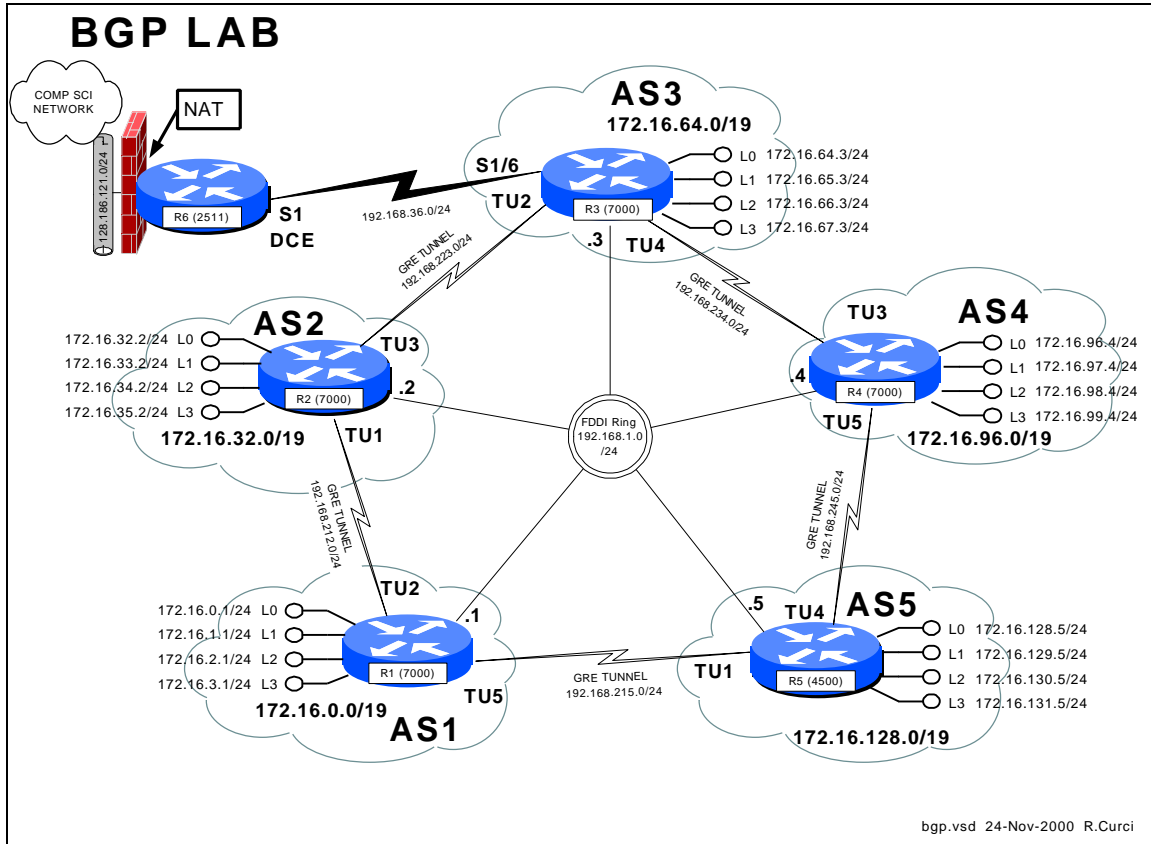 BGP LAB
COMP SCI
NETWORK
NAT
128.186.121.0/24
R6 (2511)
S1
DCE
192.168.36.0/24
AS3
172.16.64.0/19
S1/6
TU2
R3 (7000)
.3
TU4
L0 172.16.64.3/24
L1 172.16.65.3/24
L2 172.16.66.3/24
L3 172.16.67.3/24
GRE TUNNEL
192.168.223.0/24
GRE TUNNEL
192.168.234.0/24
AS2
172.16.32.2/24 L0
172.16.33.2/24 L1
172.16.34.2/24 L2
172.16.35.2/24 L3
R2 (7000)
TU3
.2
172.16.32.0/19
TU1
FDDI Ring
192.168.1.0
/24
TU3
AS4
.4
R4 (7000)
TU5
L0 172.16.96.4/24
L1 172.16.97.4/24
L2 172.16.98.4/24
L3 172.16.99.4/24
172.16.96.0/19
GRE TUNNEL
192.168.212.0/24
GRE TUNNEL
192.168.245.0/24
TU2
.1
172.16.0.1/24 L0
172.16.1.1/24 L1
172.16.2.1/24 L2
172.16.3.1/24 L3
R1 (7000)
TU5
172.16.0.0/19
AS1
GRE TUNNEL
192.168.215.0/24
.5
TU4
AS5
TU1
R5 (4500)
L0 172.16.128.5/24
L1 172.16.129.5/24
L2 172.16.130.5/24
L3 172.16.131.5/24
172.16.128.0/19
bgp.vsd 24-Nov-2000 R.Curci